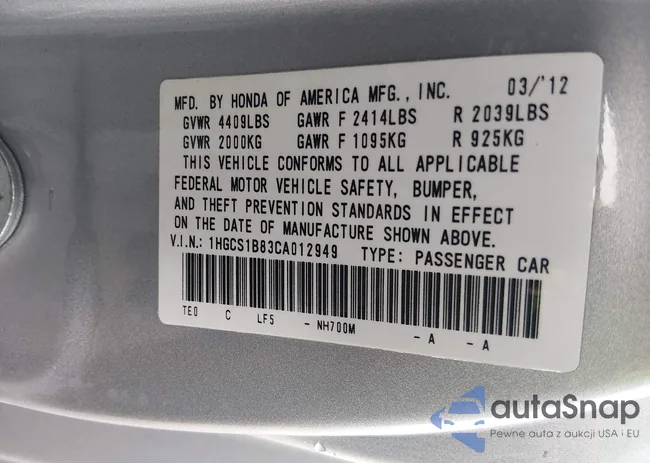 MFD. BY HONDA OF AMERICA MFG., INC. 03/'12
GVWR 4409LBS GAWR F 2414LBS R 2039LBS
GVWR 2000KG GAWR F 1095KG R 925KG
THIS VEHICLE CONFORMS TO ALL APPLICABLE
FEDERAL MOTOR VEHICLE SAFETY, BUMPER,
AND THEFT PREVENTION STANDARDS IN EFFECT
ON THE DATE OF MANUFACTURE SHOWN ABOVE.
V.I.N.: 1HGCS1B83CA012949 TYPE: PASSENGER CAR
TE0 C LF5 - NH700M - A - A
autaSnap
Pewne auta z aukcji USA i EU